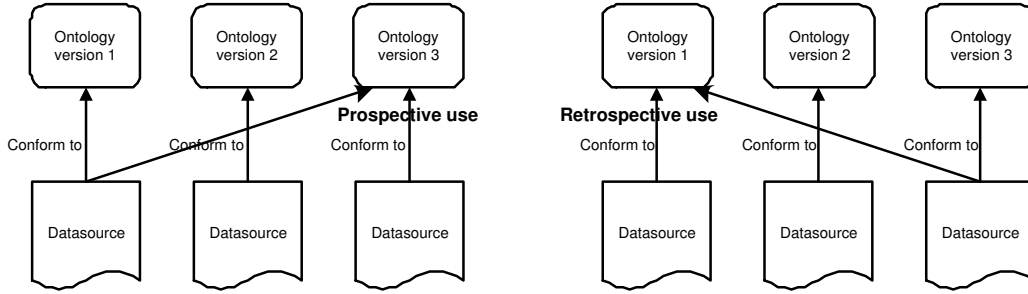 Ontology
version 1
Ontology
version 2
Ontology
version 3
Prospective use
Conform to
Conform to
Conform to
Datasource
Datasource
Datasource
Ontology
version 1
Ontology
version 2
Ontology
version 3
Retrospective use
Conform to
Conform to
Conform to
Datasource
Datasource
Datasource